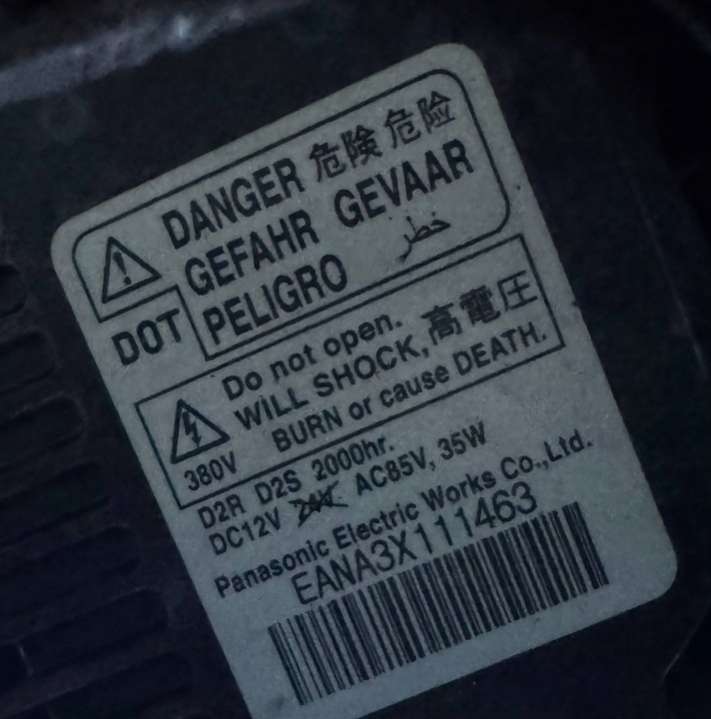 DANGER 危険 危险
GEFAHR GEVAAR
PELIGRO خطر
DOT
Do not open.
WILL SHOCK, 高電圧
BURN or cause DEATH.
380V
D2R D2S 2000hr.
DC12V 24V AC85V, 35W
Panasonic Electric Works Co.,Ltd.
EANA3X111463